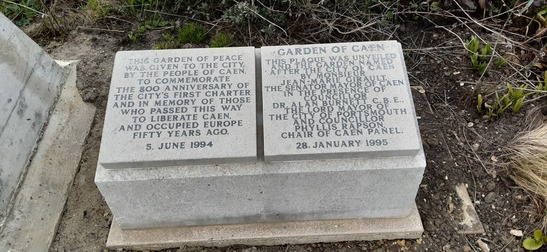 THIS GARDEN OF PEACE
WAS GIVEN TO THE CITY,
BY THE PEOPLE OF CAEN,
TO COMMEMORATE
THE 800 ANNIVERSARY OF
THE CITY'S FIRST CHARTER
AND IN MEMORY OF THOSE
WHO PASSED THIS WAY
TO LIBERATE CAEN,
AND OCCUPIED EUROPE
FIFTY YEARS AGO.
5. JUNE 1994
GARDEN OF CAEN
THIS PLAQUE WAS UNVEILED
AND THE GARDEN NAMED
AFTER THE CITY OF CAEN,
BY MONSIEUR
JEAN-MARIE GIRAULT,
THE SENATOR MAYOR OF CAEN
IN THE PRESENCE OF
DR. ALAN BURNETT C.B.E.,
THE LORD MAYOR OF
THE CITY OF PORTSMOUTH
AND COUNCILLOR
PHYLLIS RAPSON,
CHAIR OF CAEN PANEL.
28. JANUARY 1995